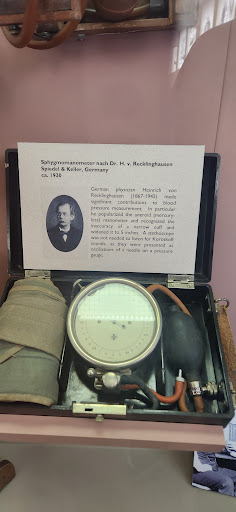 Sphygmomanometer nach Dr. H. v. Recklinghausen
Spiedel & Keller, Germany
ca. 1930
German physician Heinrich von
Recklinghausen (1867-1942) made
significant contributions to blood
pressure measurement. In particular
he popularized the aneroid (mercury-
less) manometer and recognized the
inaccuracy of a narrow cuff and
widened it to 5 inches. A stethoscope
was not needed to listen for Korotkoff
sounds, as they were presented as
oscillations of a needle on a pressure
gauge.